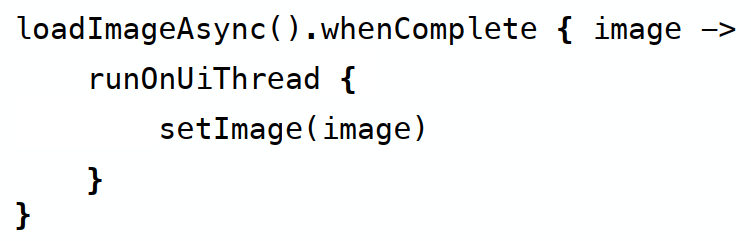 loadImageAsync().whenComplete { image ->
    runOnUiThread {
        setImage(image)
    }
}